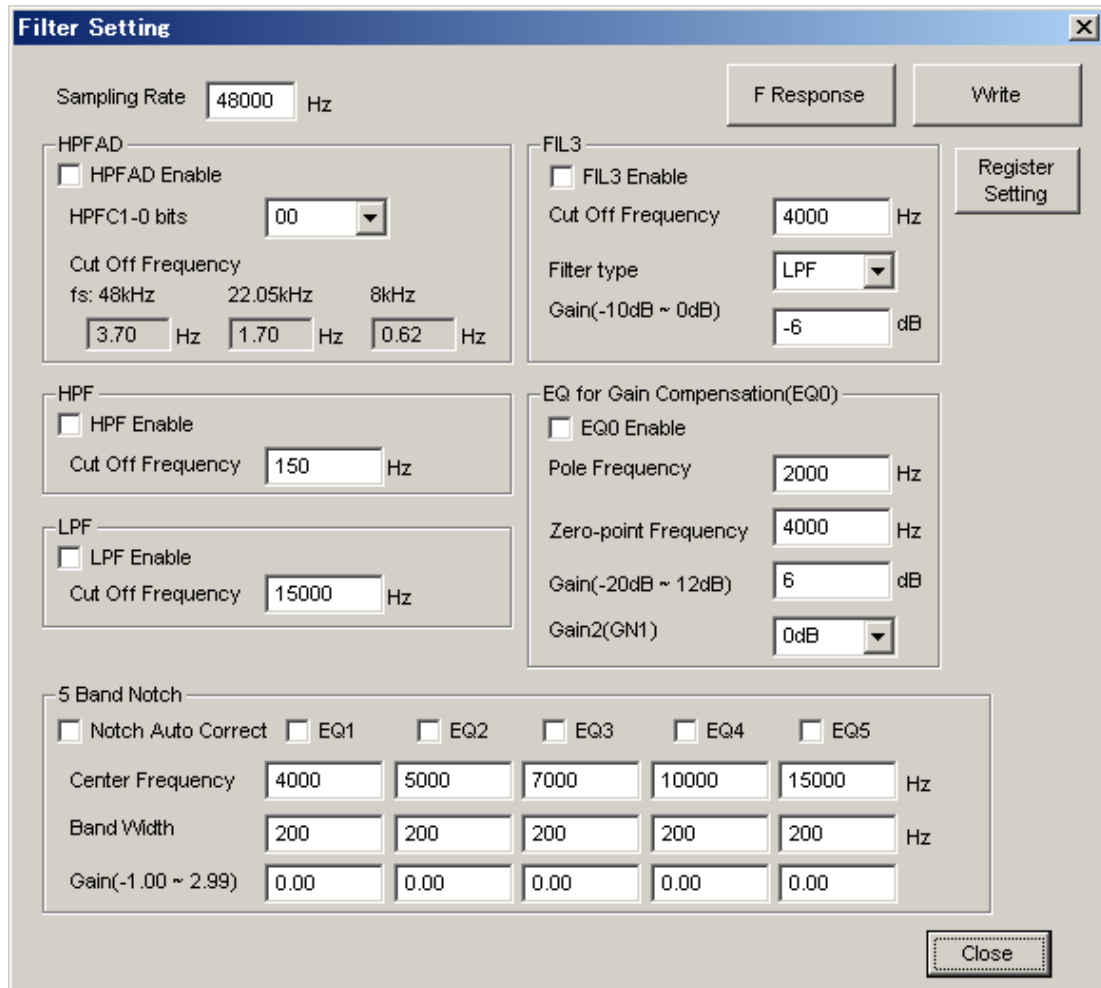 Filter Setting
Sampling Rate 48000 Hz
F Response
Write
Register
Setting
HPFAD
HPFAD Enable
HPFC1-0 bits 00
Cut Off Frequency
fs: 48kHz 22.05kHz 8kHz
3.70 Hz 1.70 Hz 0.62 Hz
FIL3
FIL3 Enable
Cut Off Frequency 4000 Hz
Filter type LPF
Gain(-10dB ~ 0dB) -6 dB
HPF
HPF Enable
Cut Off Frequency 150 Hz
LPF
LPF Enable
Cut Off Frequency 15000 Hz
EQ for Gain Compensation(EQ0)
EQ0 Enable
Pole Frequency 2000 Hz
Zero-point Frequency 4000 Hz
Gain(-20dB ~ 12dB) 6 dB
Gain2(GN1) 0dB
5 Band Notch
Notch Auto Correct EQ1 EQ2 EQ3 EQ4 EQ5
Center Frequency 4000 5000 7000 10000 15000 Hz
Band Width 200 200 200 200 200 Hz
Gain(-1.00 ~ 2.99) 0.00 0.00 0.00 0.00 0.00
Close